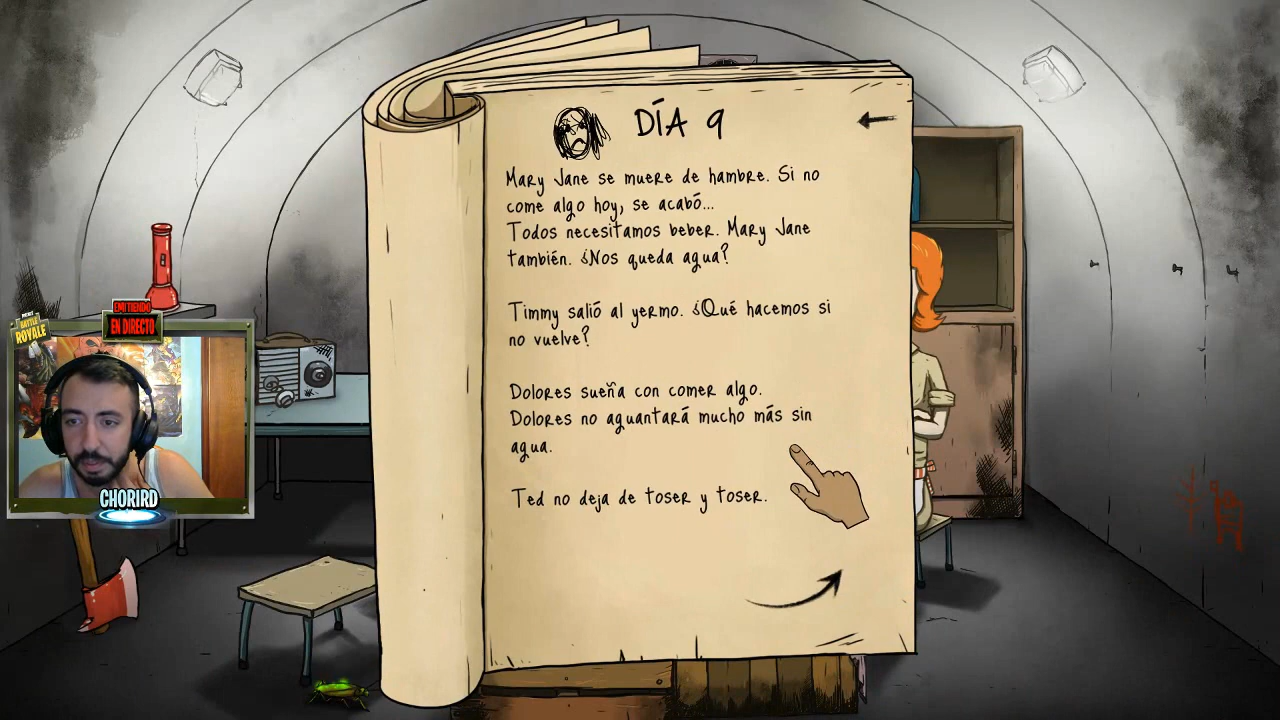 DÍA 9
Mary Jane se muere de hambre. Si no
come algo hoy, se acabó...
Todos necesitamos beber. Mary Jane
también. ¿Nos queda agua?
Timmy salió al yermo. ¿Qué hacemos si
no vuelve?
Dolores sueña con comer algo.
Dolores no aguantará mucho más sin
agua.
Ted no deja de toser y toser.
EMITIENDO
EN DIRECTO
BATTLE
ROYALE
CHORIRD